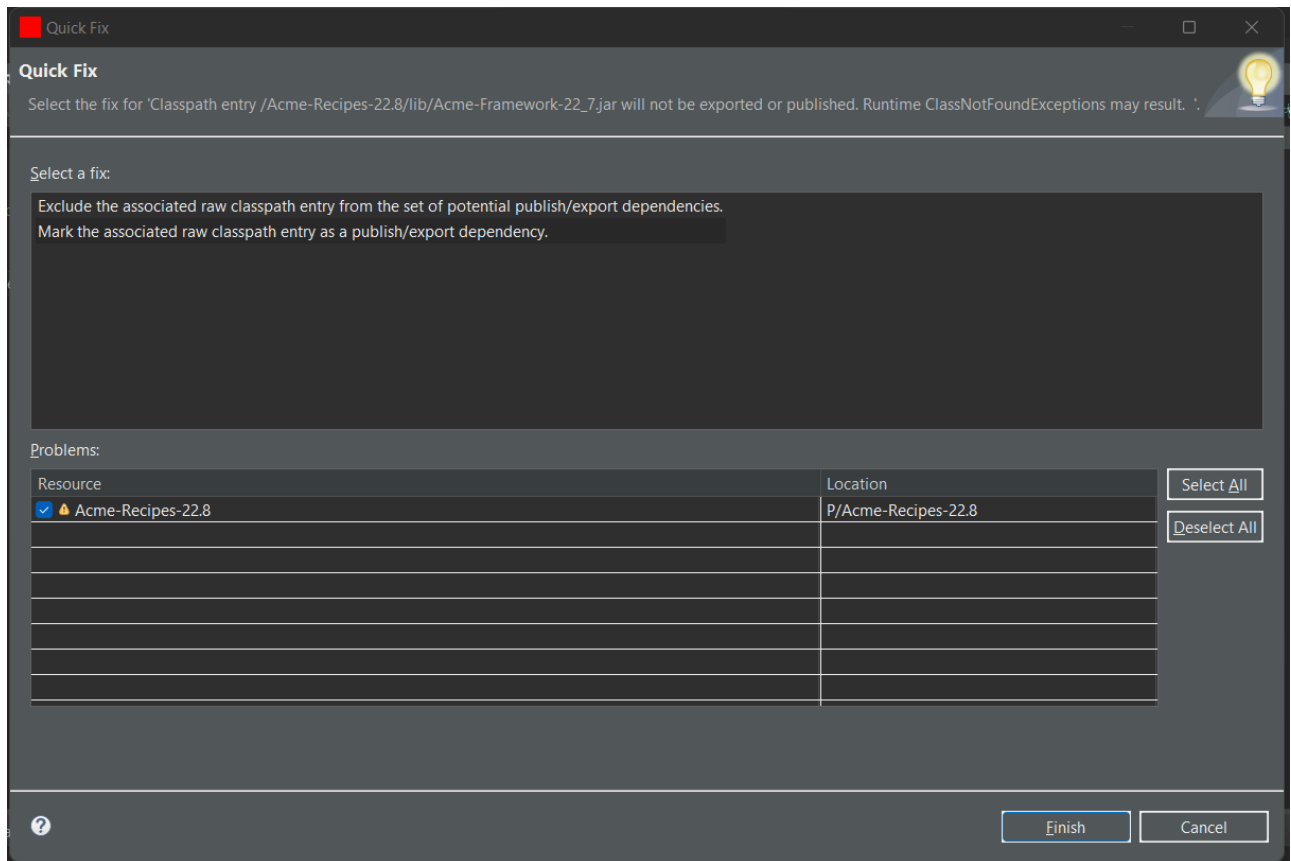 Quick Fix
Quick Fix
Select the fix for 'Classpath entry /Acme-Recipes-22.8/lib/Acme-Framework-22_7.jar will not be exported or published. Runtime ClassNotFoundExceptions may result.  '.
Select a fix:
Exclude the associated raw classpath entry from the set of potential publish/export dependencies.
Mark the associated raw classpath entry as a publish/export dependency.
Problems:
Resource Location
Acme-Recipes-22.8 P/Acme-Recipes-22.8
Select All
Deselect All
Finish Cancel